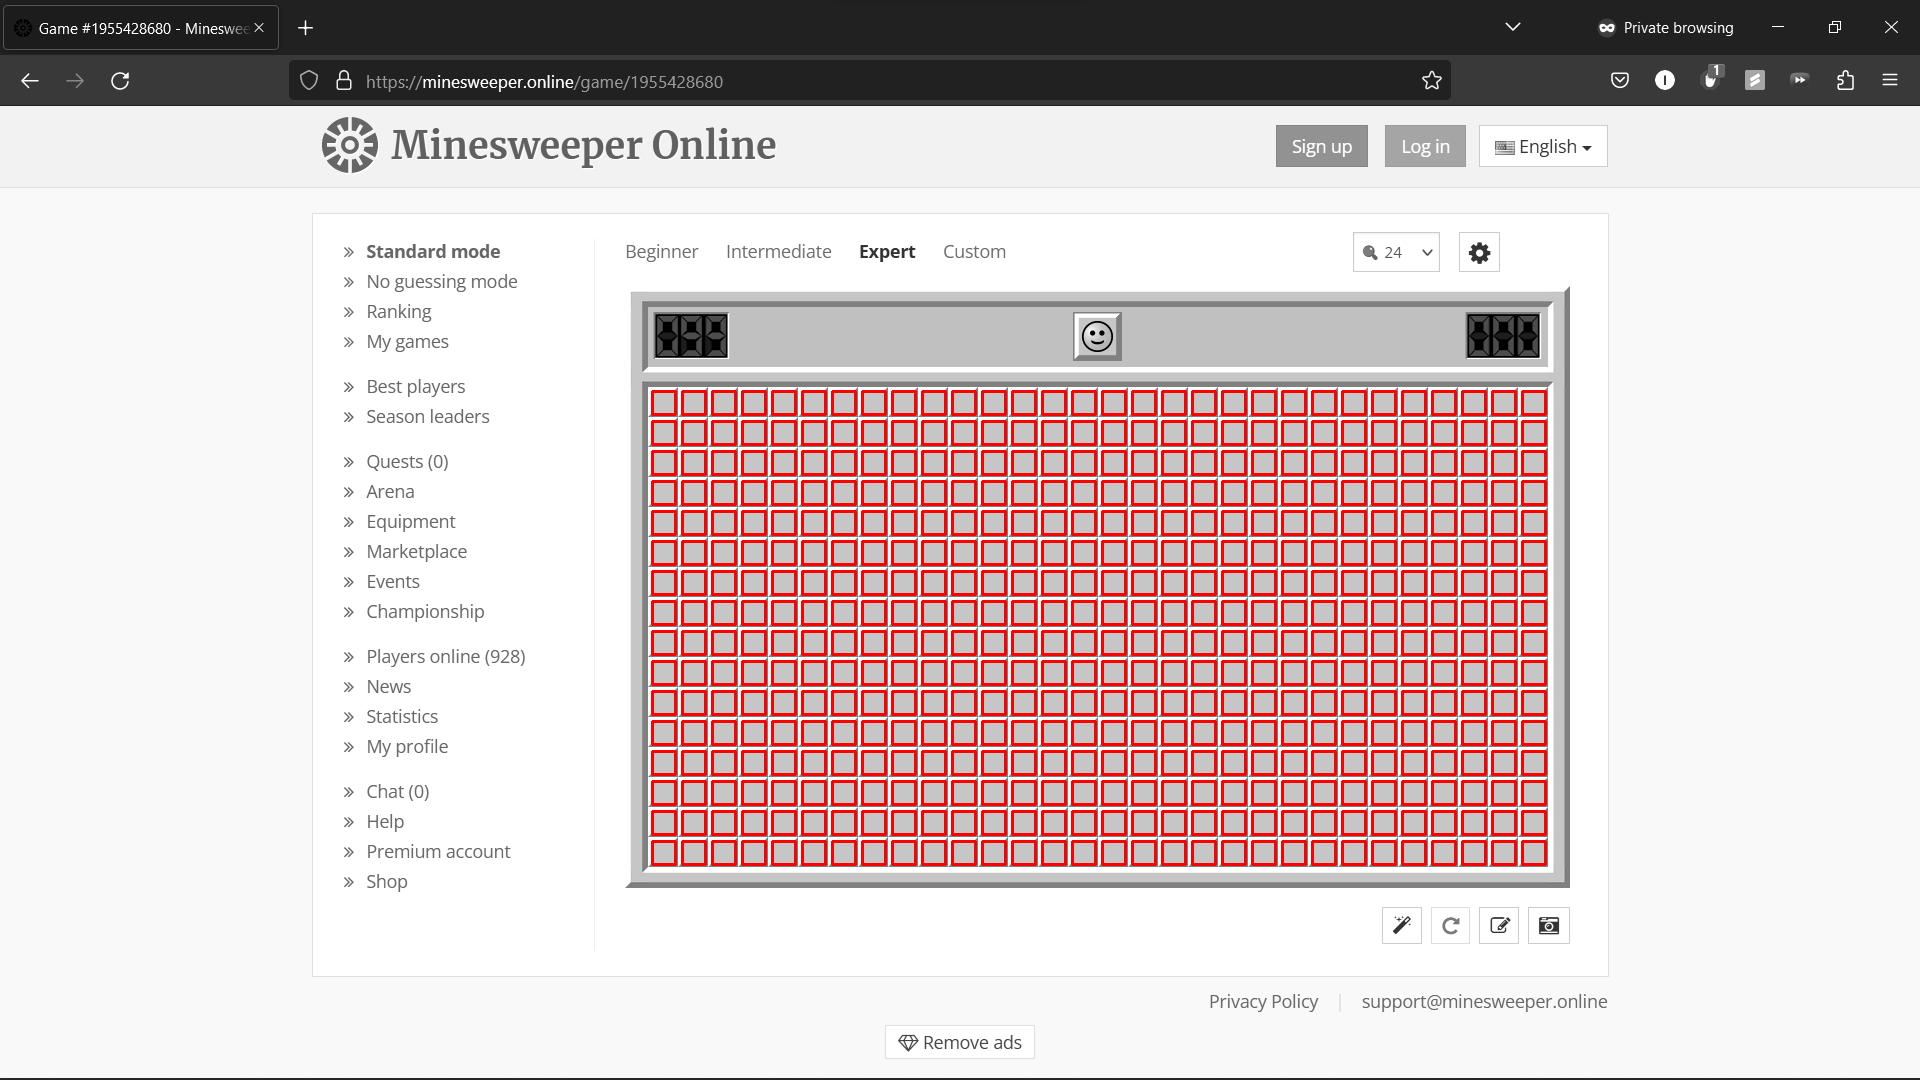 Game #1955428680 - Mineswee
Private browsing
https://minesweeper.online/game/1955428680
1
Minesweeper Online
Sign up
Log in
English
Standard mode
No guessing mode
Ranking
My games
Best players
Season leaders
Quests (0)
Arena
Equipment
Marketplace
Events
Championship
Players online (928)
News
Statistics
My profile
Chat (0)
Help
Premium account
Shop
Beginner Intermediate Expert Custom
24
Privacy Policy
support@minesweeper.online
Remove ads